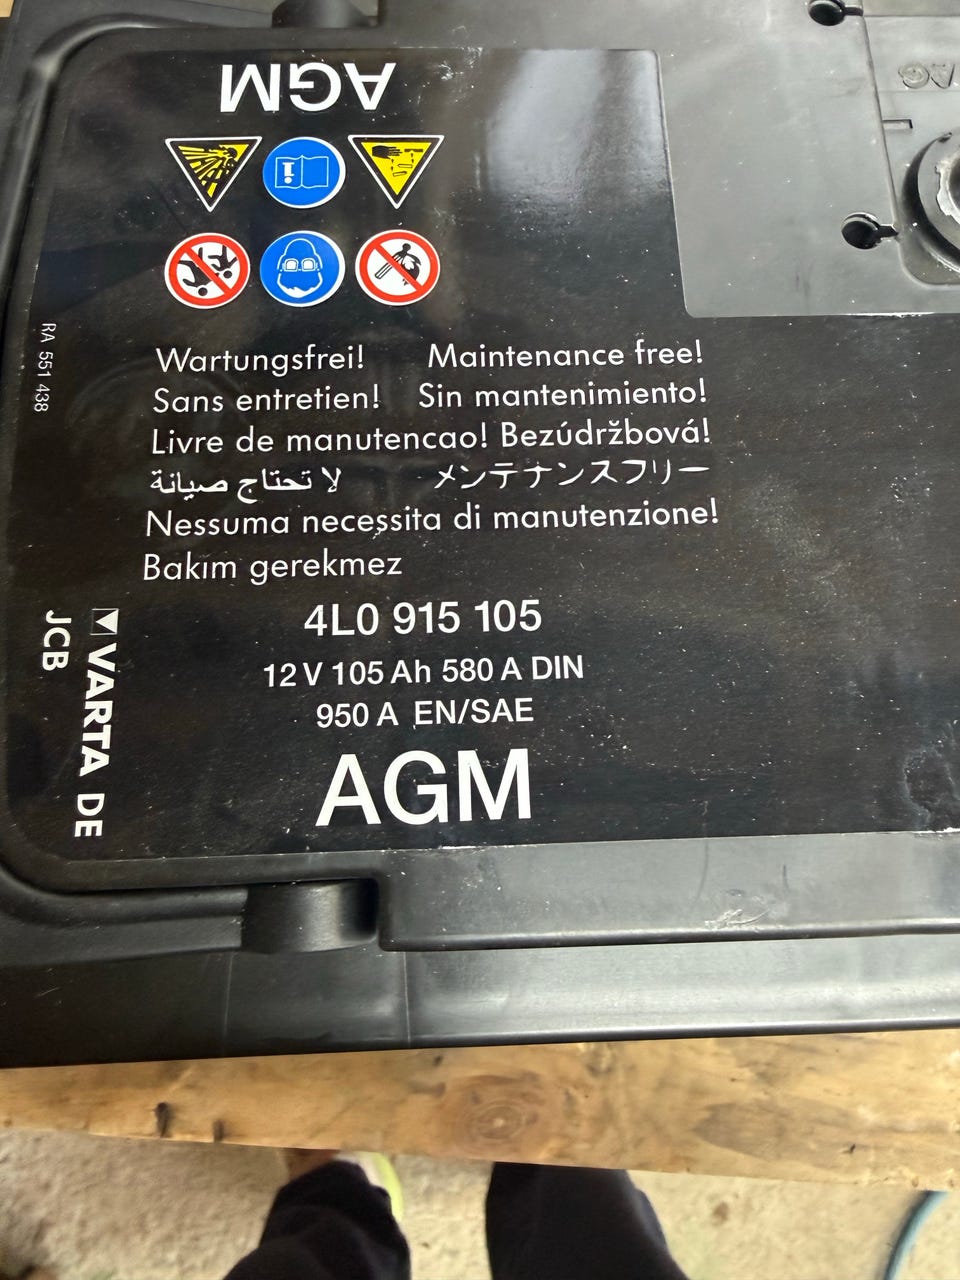 AGM
Wartungsfrei! Maintenance free!
Sans entretien! Sin mantenimiento!
Livre de manutencao! Bezúdržbová!
لا تحتاج صيانة メンテナンスフリー
Nessuma necessita di manutenzione!
Bakım gerekmez
4L0 915 105
12 V 105 Ah 580 A DIN
950 A EN/SAE
AGM
RA 551 438
VARTA DE
JCB
AG